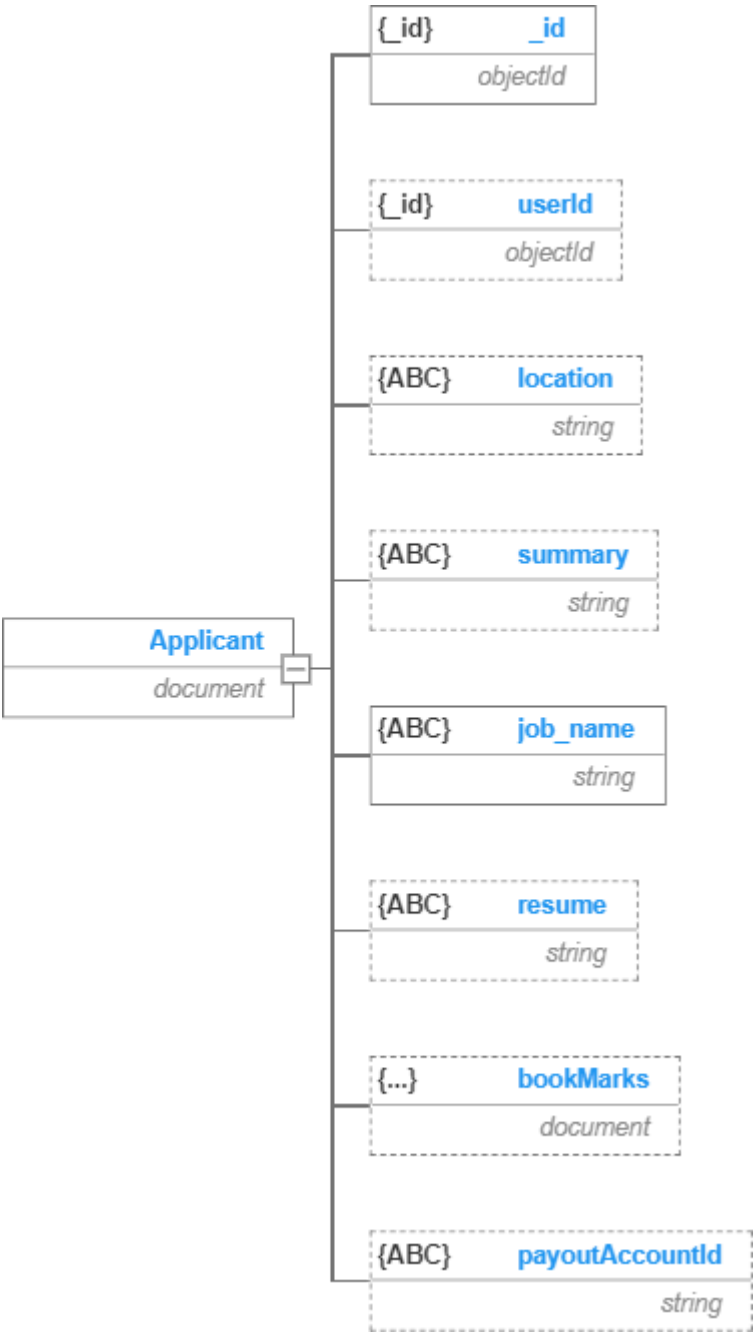 {_id} _id
objectId
{_id} userId
objectId
{ABC} location
string
{ABC} summary
string
Applicant
document
{ABC} job_name
string
{ABC} resume
string
{...} bookMarks
document
{ABC} payoutAccountId
string